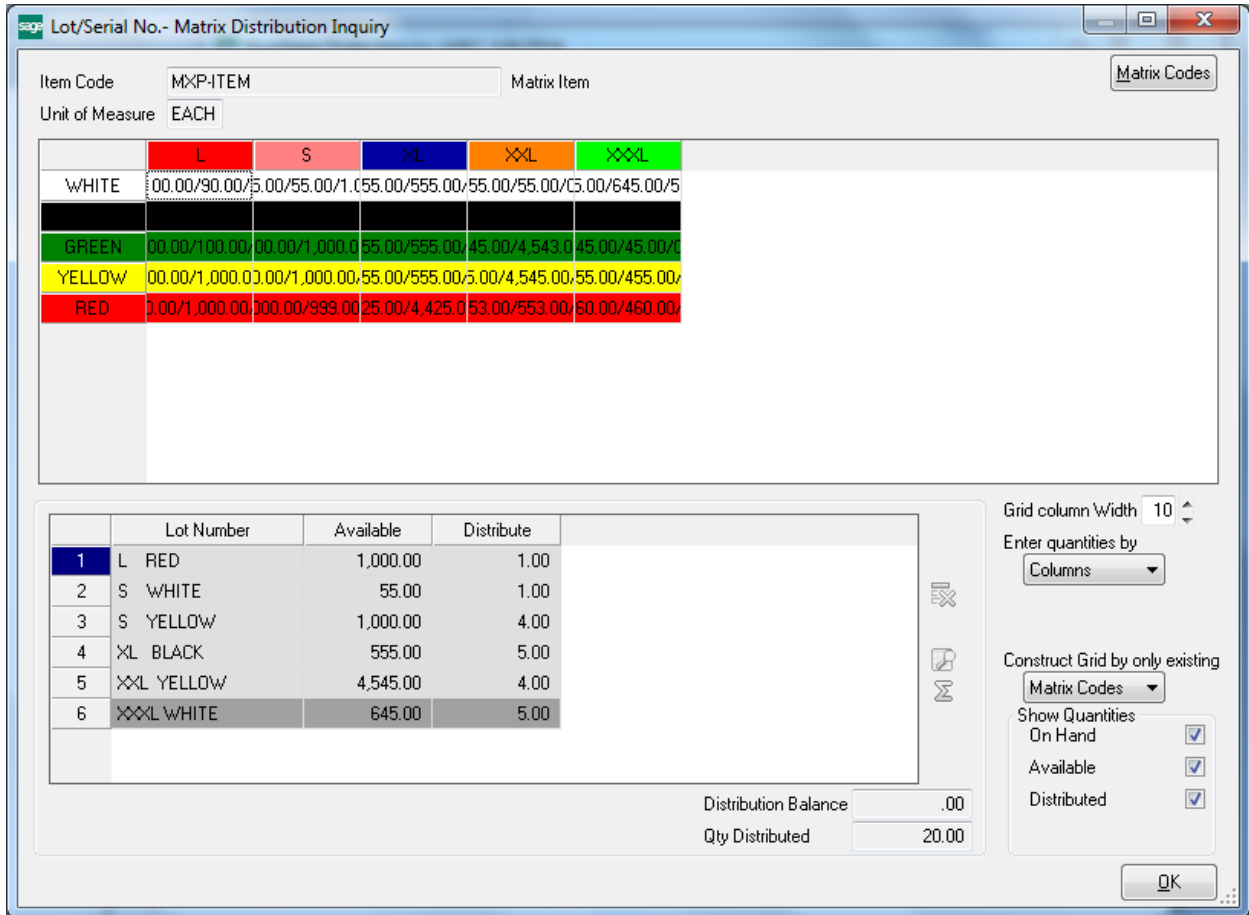 sage Lot/Serial No.- Matrix Distribution Inquiry
Item Code MXP-ITEM Matrix Item Matrix Codes
Unit of Measure EACH
L S XL XXL XXXL
WHITE 00.00/90.00/ 5.00/55.00/1.0 55.00/555.00/ 55.00/55.00/0 5.00/645.00/5
GREEN 00.00/100.00/ 00.00/1,000.0 55.00/555.00/ 45.00/4,543.0 45.00/45.00/0
YELLOW 00.00/1,000.0 0.00/1,000.00/ 55.00/555.00/ 5.00/4,545.00/ 55.00/455.00/
RED 0.00/1,000.00/ 000.00/999.00 25.00/4,425.0 53.00/553.00/ 60.00/460.00/
Grid column Width 10
Enter quantities by
Columns
Lot Number Available Distribute
1 L RED 1,000.00 1.00
2 S WHITE 55.00 1.00
3 S YELLOW 1,000.00 4.00
4 XL BLACK 555.00 5.00
5 XXL YELLOW 4,545.00 4.00
6 XXXL WHITE 645.00 5.00
Construct Grid by only existing
Matrix Codes
Show Quantities
On Hand
Available
Distributed
Distribution Balance .00
Qty Distributed 20.00
OK